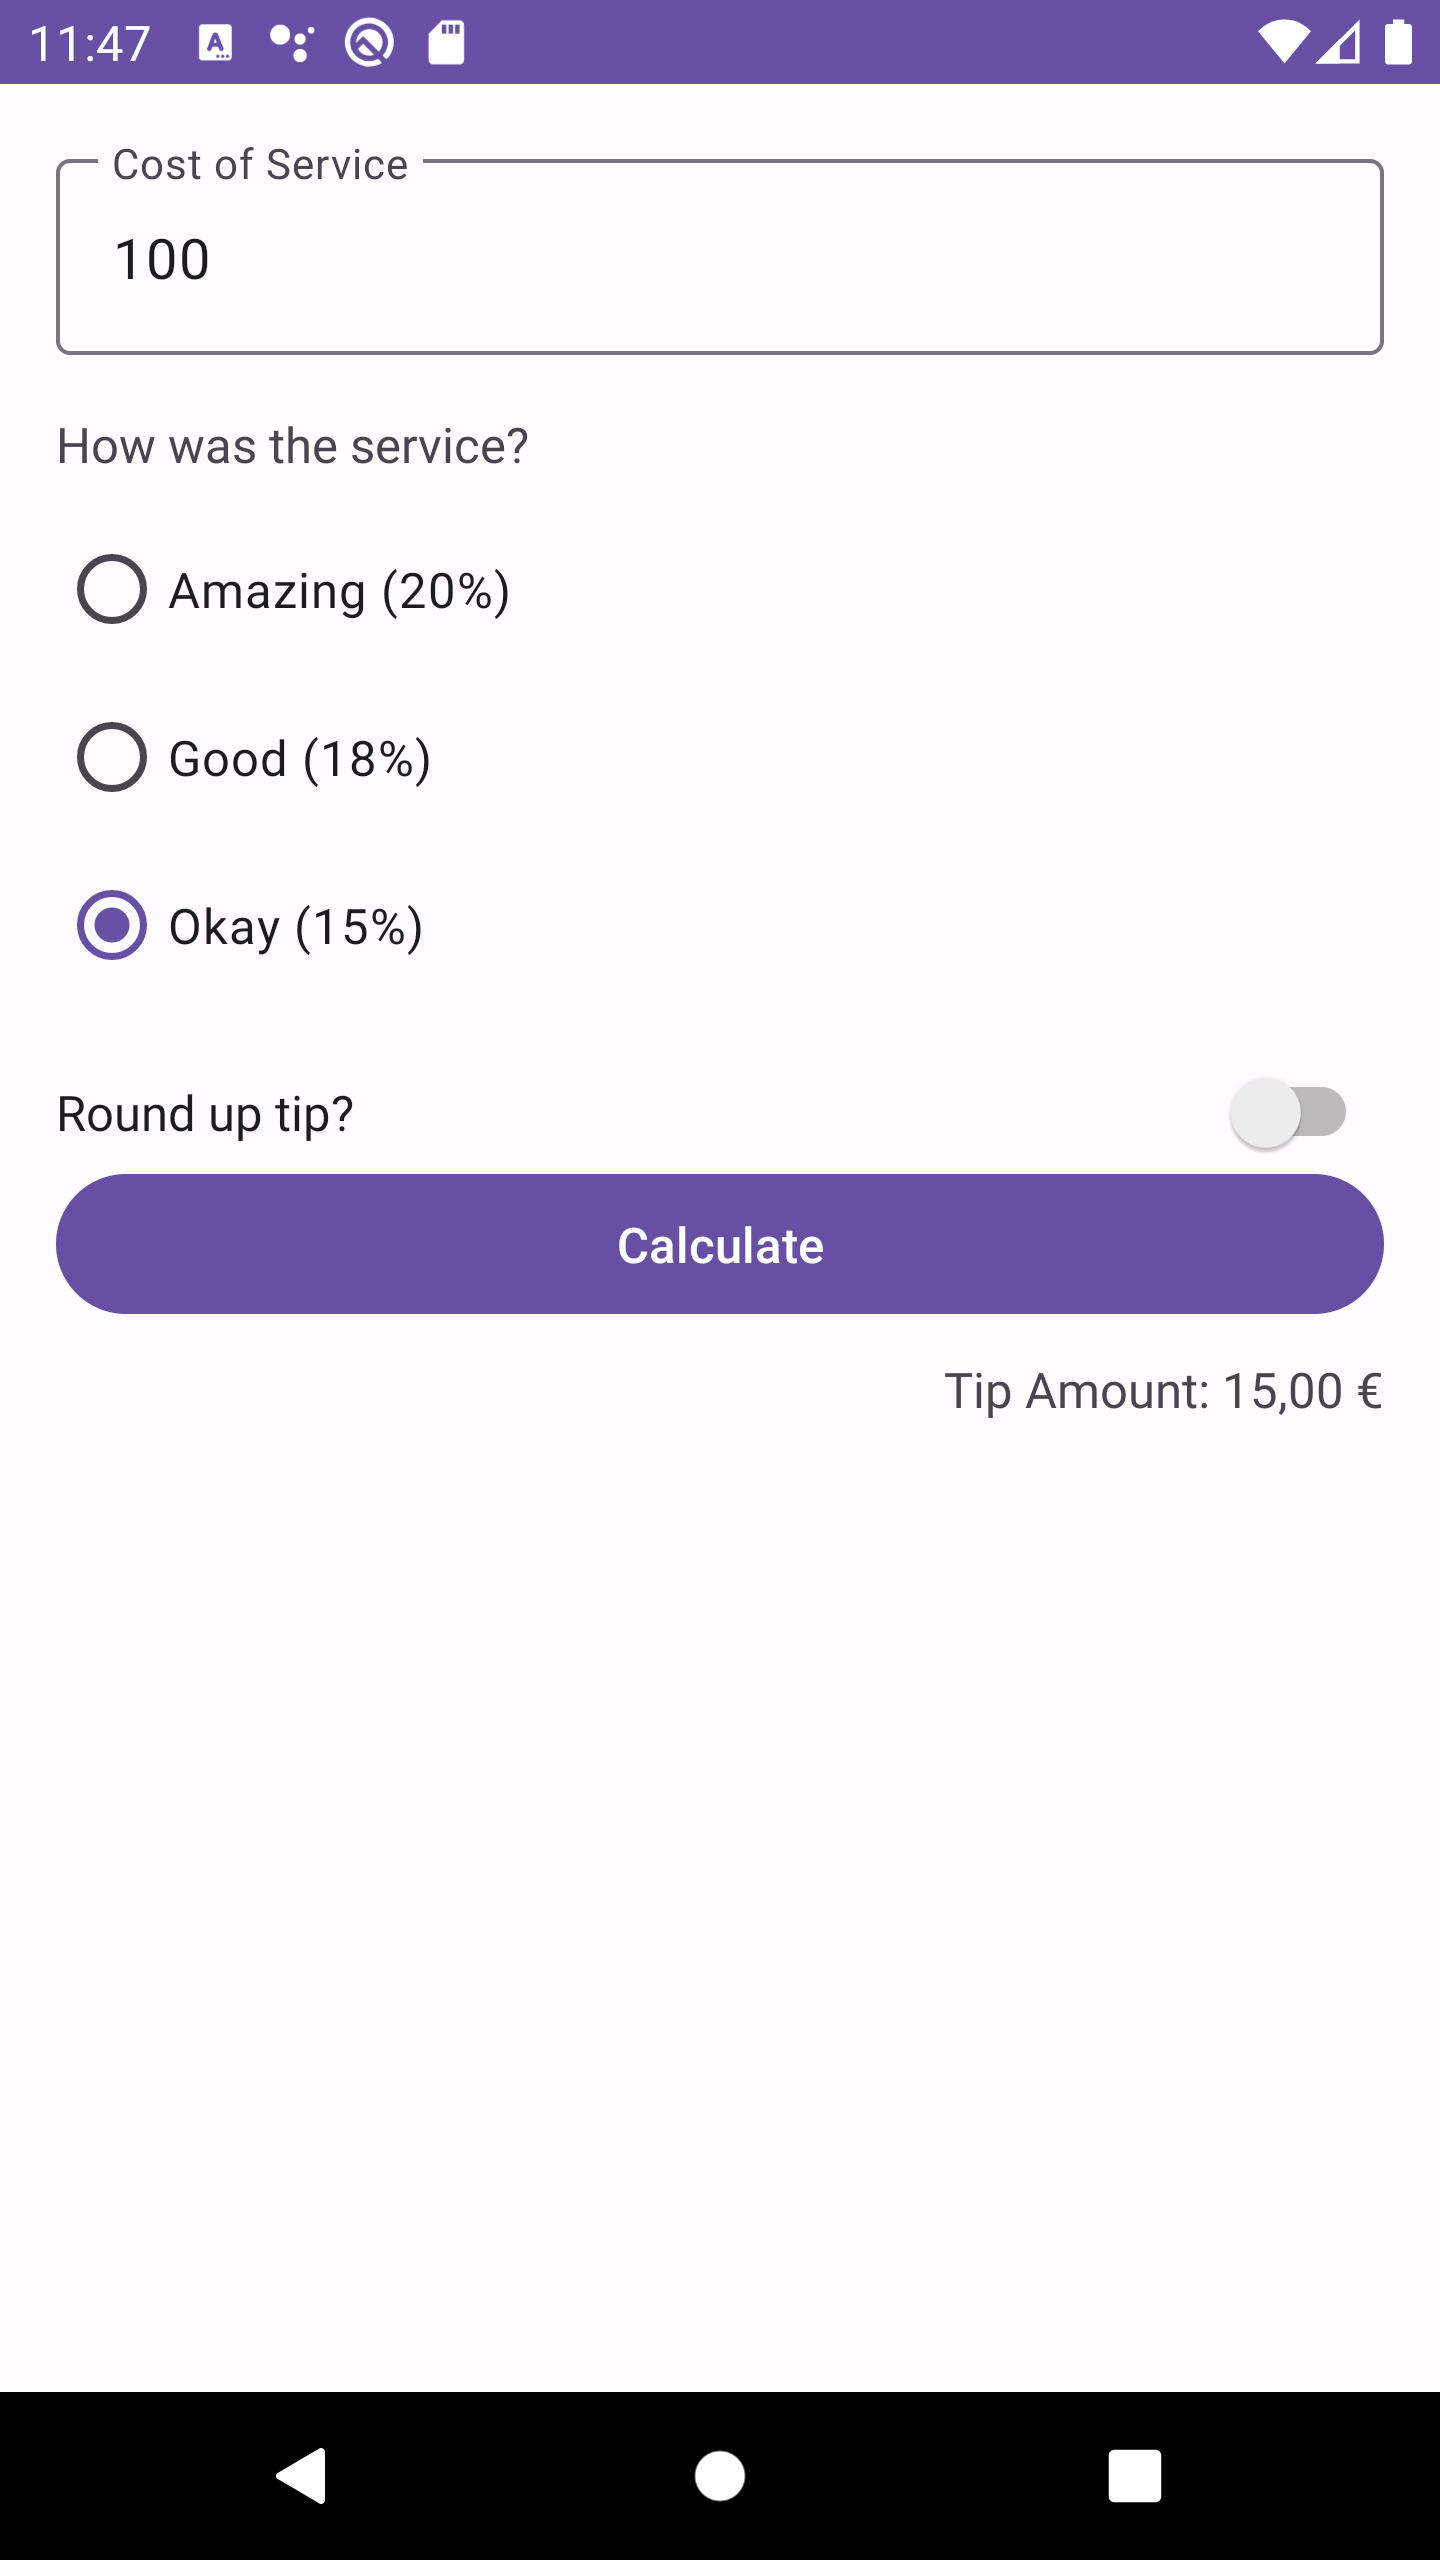 11:47
Cost of Service
100
How was the service?
Amazing (20%)
Good (18%)
Okay (15%)
Round up tip?
Calculate
Tip Amount: 15,00 €